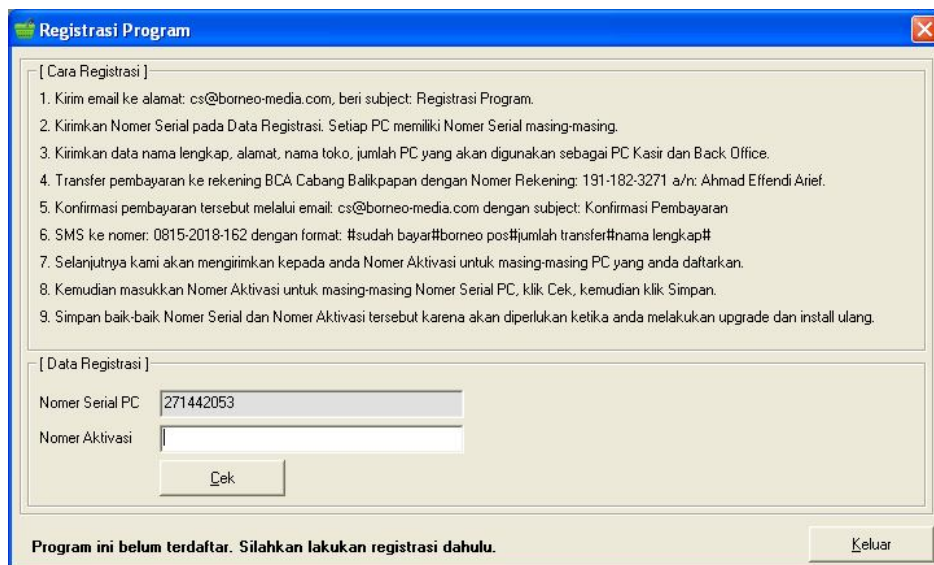 Registrasi Program
[ Cara Registrasi ]
1. Kirim email ke alamat: cs@borneo-media.com, beri subject: Registrasi Program.
2. Kirimkan Nomer Serial pada Data Registrasi. Setiap PC memiliki Nomer Serial masing-masing.
3. Kirimkan data nama lengkap, alamat, nama toko, jumlah PC yang akan digunakan sebagai PC Kasir dan Back Office.
4. Transfer pembayaran ke rekening BCA Cabang Balikpapan dengan Nomer Rekening: 191-182-3271 a/n: Ahmad Effendi Arief.
5. Konfirmasi pembayaran tersebut melalui email: cs@borneo-media.com dengan subject: Konfirmasi Pembayaran
6. SMS ke nomer: 0815-2018-162 dengan format: #sudah bayar#borneo pos#jumlah transfer#nama lengkap#
7. Selanjutnya kami akan mengirimkan kepada anda Nomer Aktivasi untuk masing-masing PC yang anda daftarkan.
8. Kemudian masukkan Nomer Aktivasi untuk masing-masing Nomer Serial PC, klik Cek, kemudian klik Simpan.
9. Simpan baik-baik Nomer Serial dan Nomer Aktivasi tersebut karena akan diperlukan ketika anda melakukan upgrade dan install ulang.
[ Data Registrasi ]
Nomer Serial PC 271442053
Nomer Aktivasi
Cek
Program ini belum terdaftar. Silahkan lakukan registrasi dahulu.
Keluar